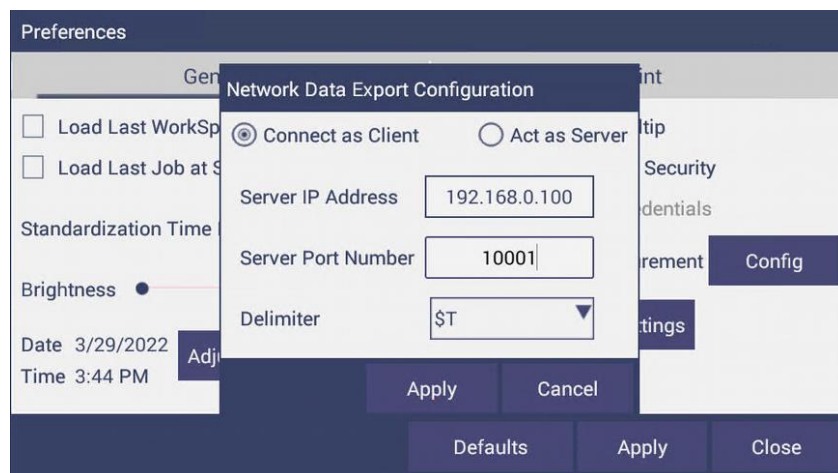 Preferences
Gen
int
Network Data Export Configuration
Load Last WorkSp
Connect as Client
Act as Server
ltip
Load Last Job at S
Security
Server IP Address
192.168.0.100
dentials
Standardization Time
Server Port Number
10001
rement
Config
Brightness
Delimiter
$T
ttings
Date 3/29/2022
Adj
Time 3:44 PM
Apply
Cancel
Defaults
Apply
Close